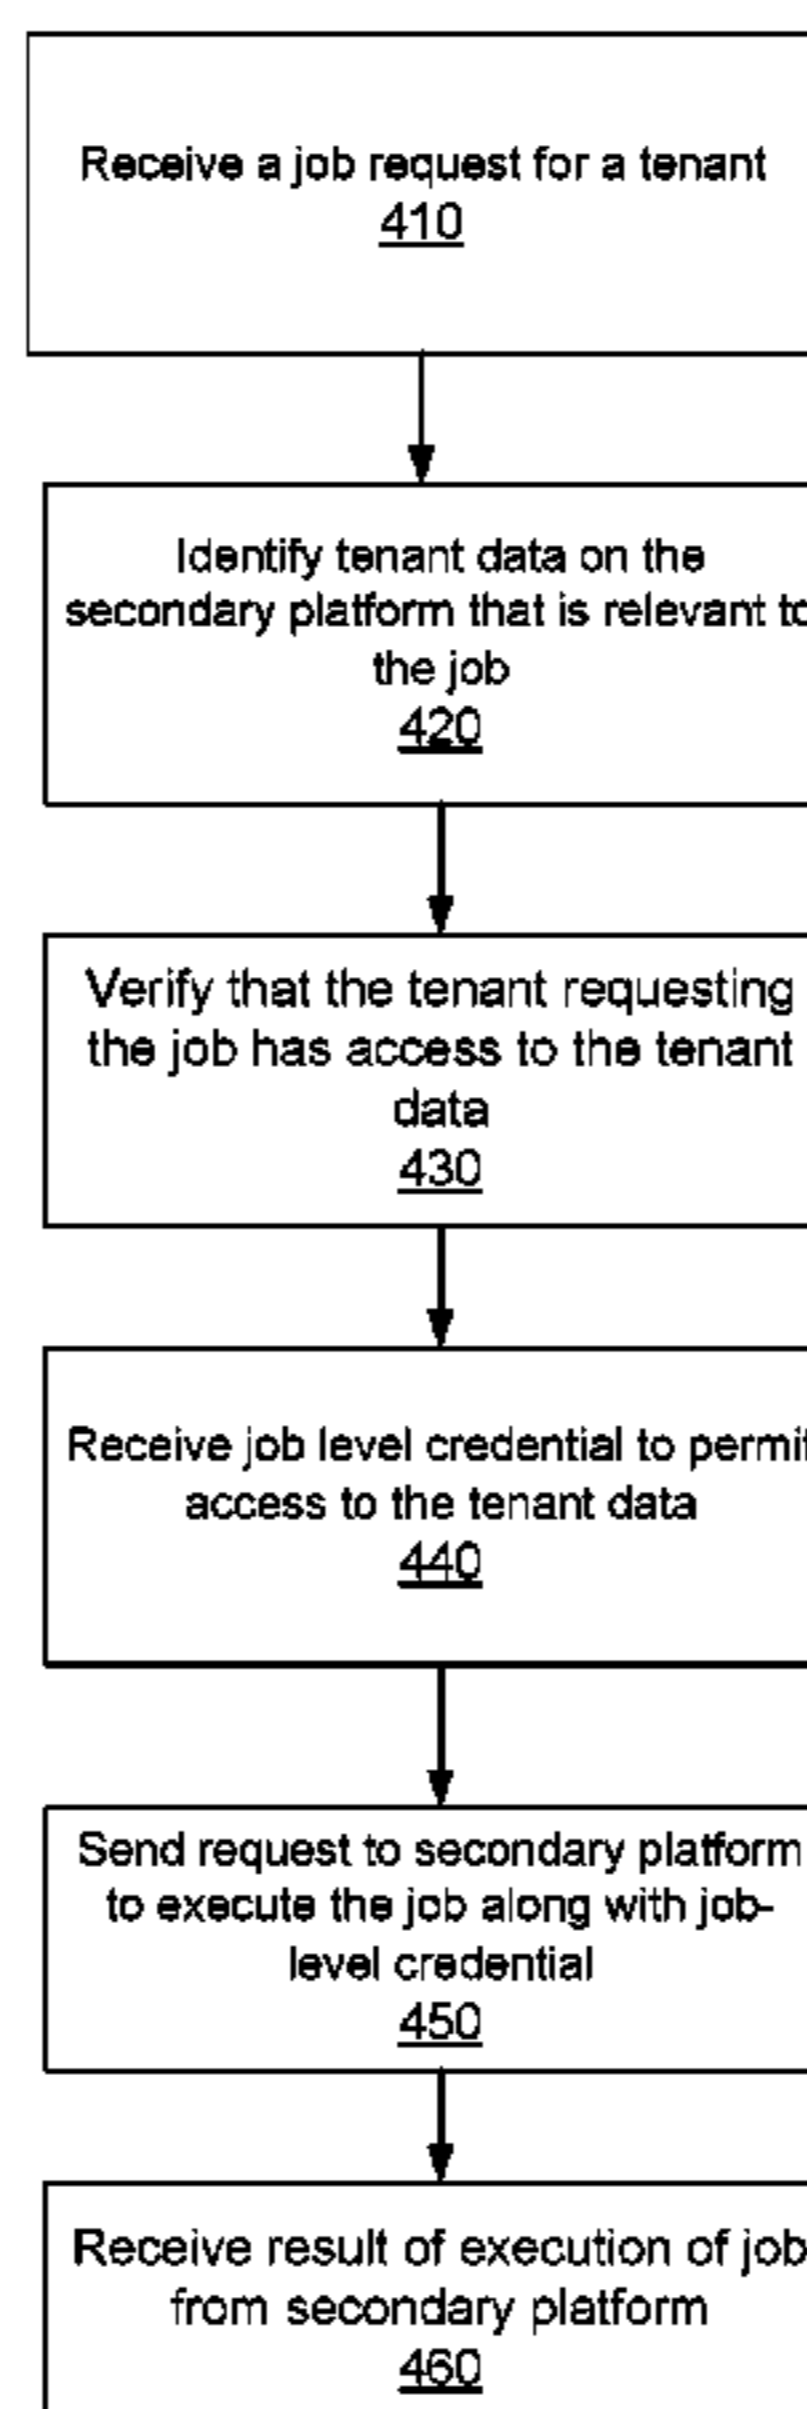 Receive a job request for a tenant
410
Identify tenant data on the
secondary platform that is relevant to
the job
420
Verify that the tenant requesting
the job has access to the tenant
data
430
Receive job level credential to permit
access to the tenant data
440
Send request to secondary platform
to execute the job along with job-
level credential
450
Receive result of execution of job
from secondary platform
460